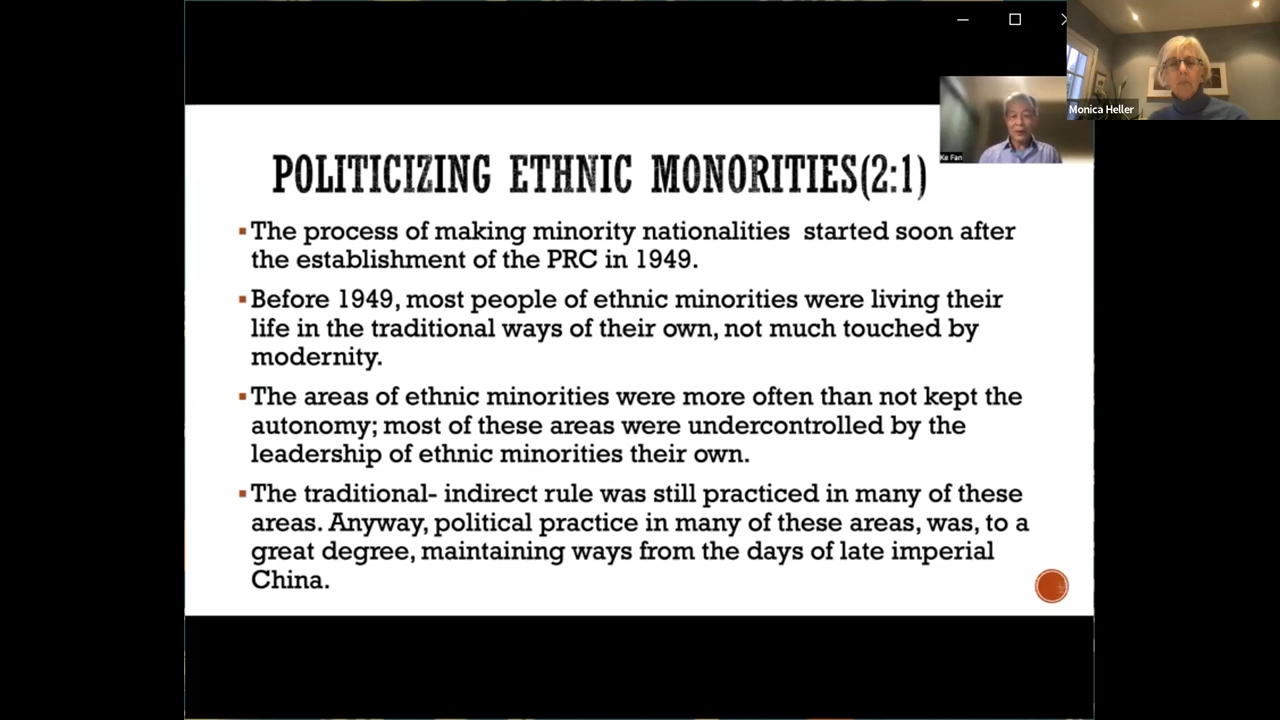 Monica Heller
Ke Fan
POLITICIZING ETHNIC MONORITIES(2:1)
▪The process of making minority nationalities  started soon after
the establishment of the PRC in 1949.
▪Before 1949, most people of ethnic minorities were living their
life in the traditional ways of their own, not much touched by
modernity.
▪The areas of ethnic minorities were more often than not kept the
autonomy; most of these areas were undercontrolled by the
leadership of ethnic minorities their own.
▪The traditional- indirect rule was still practiced in many of these
areas. Anyway, political practice in many of these areas, was, to a
great degree, maintaining ways from the days of late imperial
China.